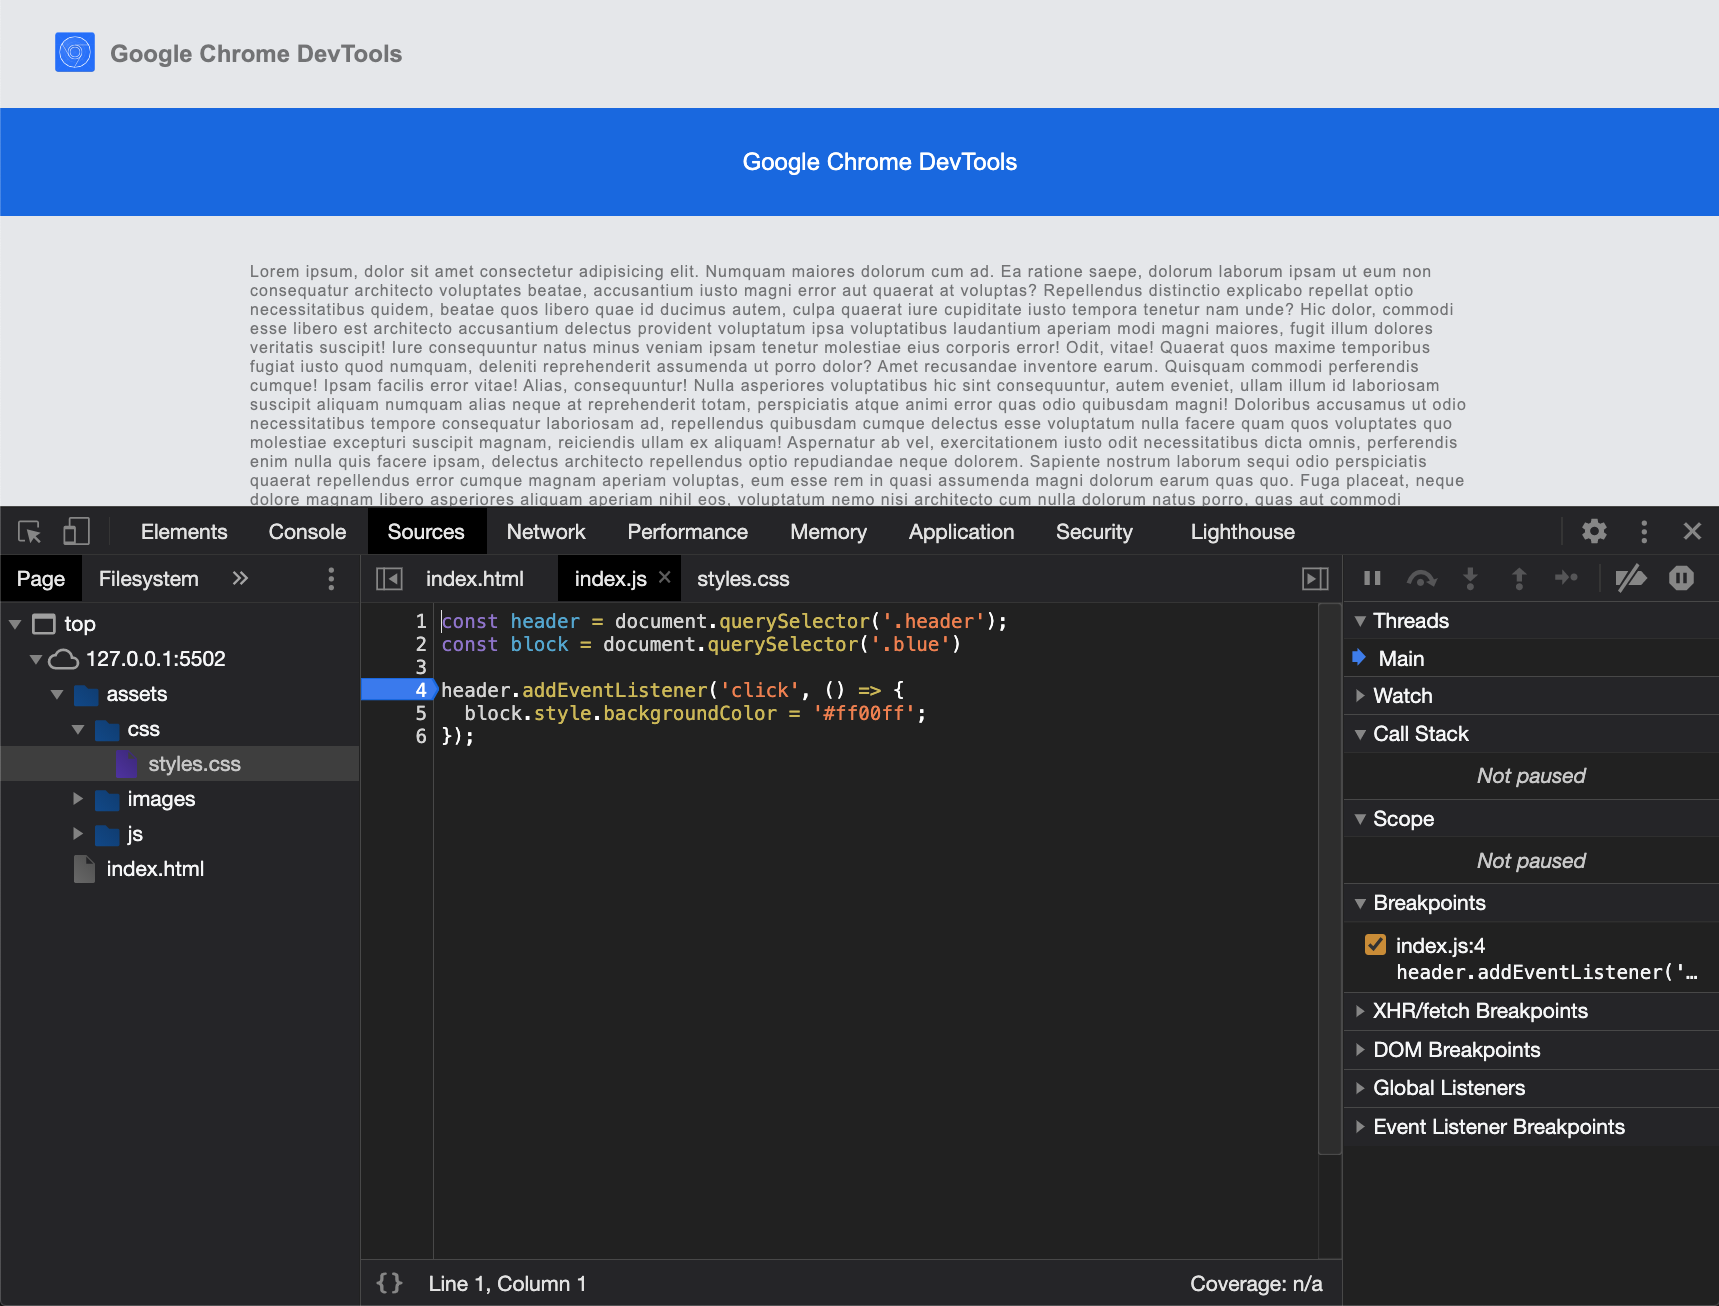 Google Chrome DevTools
Google Chrome DevTools
Lorem ipsum, dolor sit amet consectetur adipisicing elit. Numquam maiores dolorum cum ad. Ea ratione saepe, dolorum laborum ipsam ut eum non
consequatur architecto voluptates beatae, accusantium iusto magni error aut quaerat at voluptas? Repellendus distinctio explicabo repellat optio
necessitatibus quidem, beatae quos libero quae id ducimus autem, culpa quaerat iure cupiditate iusto tempora tenetur nam unde? Hic dolor, commodi
esse libero est architecto accusantium delectus provident voluptatum ipsa voluptatibus laudantium aperiam modi magni maiores, fugit illum dolores
veritatis suscipit! Iure consequuntur natus minus veniam ipsam tenetur molestiae eius corporis error! Odit, vitae! Quaerat quos maxime temporibus
fugiat iusto quod numquam, deleniti reprehenderit assumenda ut porro dolor? Amet recusandae inventore earum. Quisquam commodi perferendis
cumque! Ipsam facilis error vitae! Alias, consequuntur! Nulla asperiores voluptatibus hic sint consequuntur, autem eveniet, ullam illum id laboriosam
suscipit aliquam numquam alias neque at reprehenderit totam, perspiciatis atque animi error quas odio quibusdam magni! Doloribus accusamus ut odio
necessitatibus tempore consequatur laboriosam ad, repellendus quibusdam cumque delectus esse voluptatum nulla facere quam quos voluptates quo
molestiae excepturi suscipit magnam, reiciendis ullam ex aliquam! Aspernatur ab vel, exercitationem iusto odit necessitatibus dicta omnis, perferendis
enim nulla quis facere ipsam, delectus architecto repellendus optio repudiandae neque dolorem. Sapiente nostrum laborum sequi odio perspiciatis
quaerat repellendus error cumque magnam aperiam voluptas, eum esse rem in quasi assumenda magni dolorum earum quas quo. Fuga placeat, neque
dolore magnam libero asperiores aliquam aperiam nihil eos, voluptatum nemo nisi architecto cum nulla dolorum natus porro, quas aut commodi
Elements Console Sources Network Performance Memory Application Security Lighthouse
Page Filesystem
index.html index.js styles.css
top
127.0.0.1:5502
assets
css
styles.css
images
js
index.html
1 const header = document.querySelector('.header');
2 const block = document.querySelector('.blue')
3
4 header.addEventListener('click', () => {
5 block.style.backgroundColor = '#ff00ff';
6 });
{ } Line 1, Column 1 Coverage: n/a
Threads
Main
Watch
Call Stack
Not paused
Scope
Not paused
Breakpoints
index.js:4
header.addEventListener('…
XHR/fetch Breakpoints
DOM Breakpoints
Global Listeners
Event Listener Breakpoints